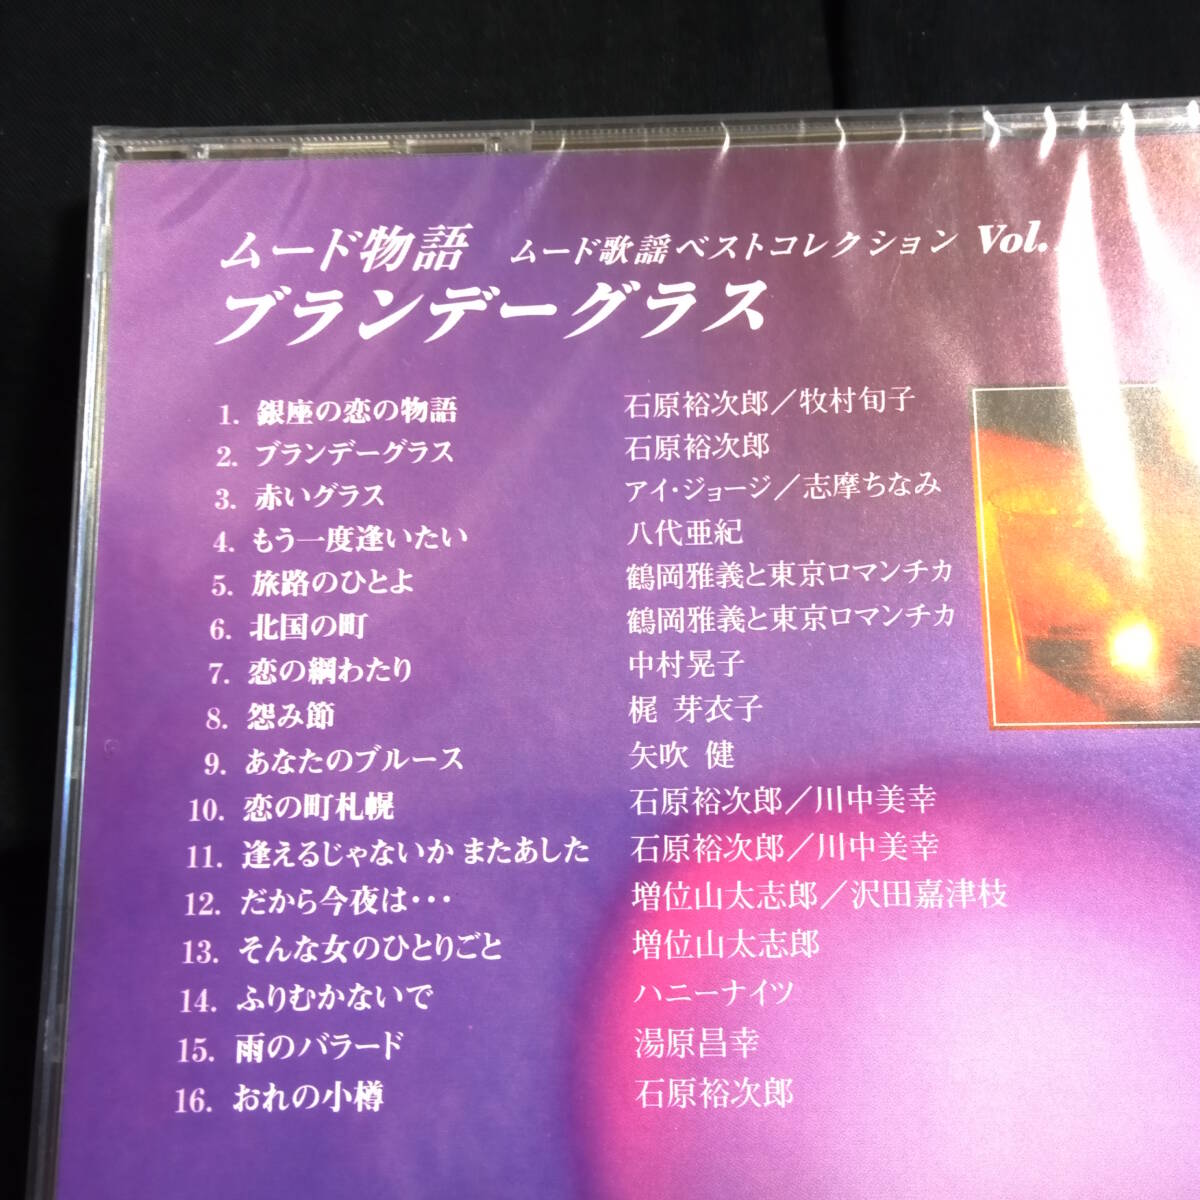 ムード物語 ムード歌謡ベストコレクション Vol.
ブランデーグラス
1. 銀座の恋の物語 石原裕次郎／牧村旬子
2. ブランデーグラス 石原裕次郎
3. 赤いグラス アイ・ジョージ／志摩ちなみ
4. もう一度逢いたい 八代亜紀
5. 旅路のひとよ 鶴岡雅義と東京ロマンチカ
6. 北国の町 鶴岡雅義と東京ロマンチカ
7. 恋の綱わたり 中村晃子
8. 怨み節 梶 芽衣子
9. あなたのブルース 矢吹 健
10. 恋の町札幌 石原裕次郎／川中美幸
11. 逢えるじゃないか またあした 石原裕次郎／川中美幸
12. だから今夜は・・・ 増位山太志郎／沢田嘉津枝
13. そんな女のひとりごと 増位山太志郎
14. ふりむかないで ハニーナイツ
15. 雨のバラード 湯原昌幸
16. おれの小樽 石原裕次郎